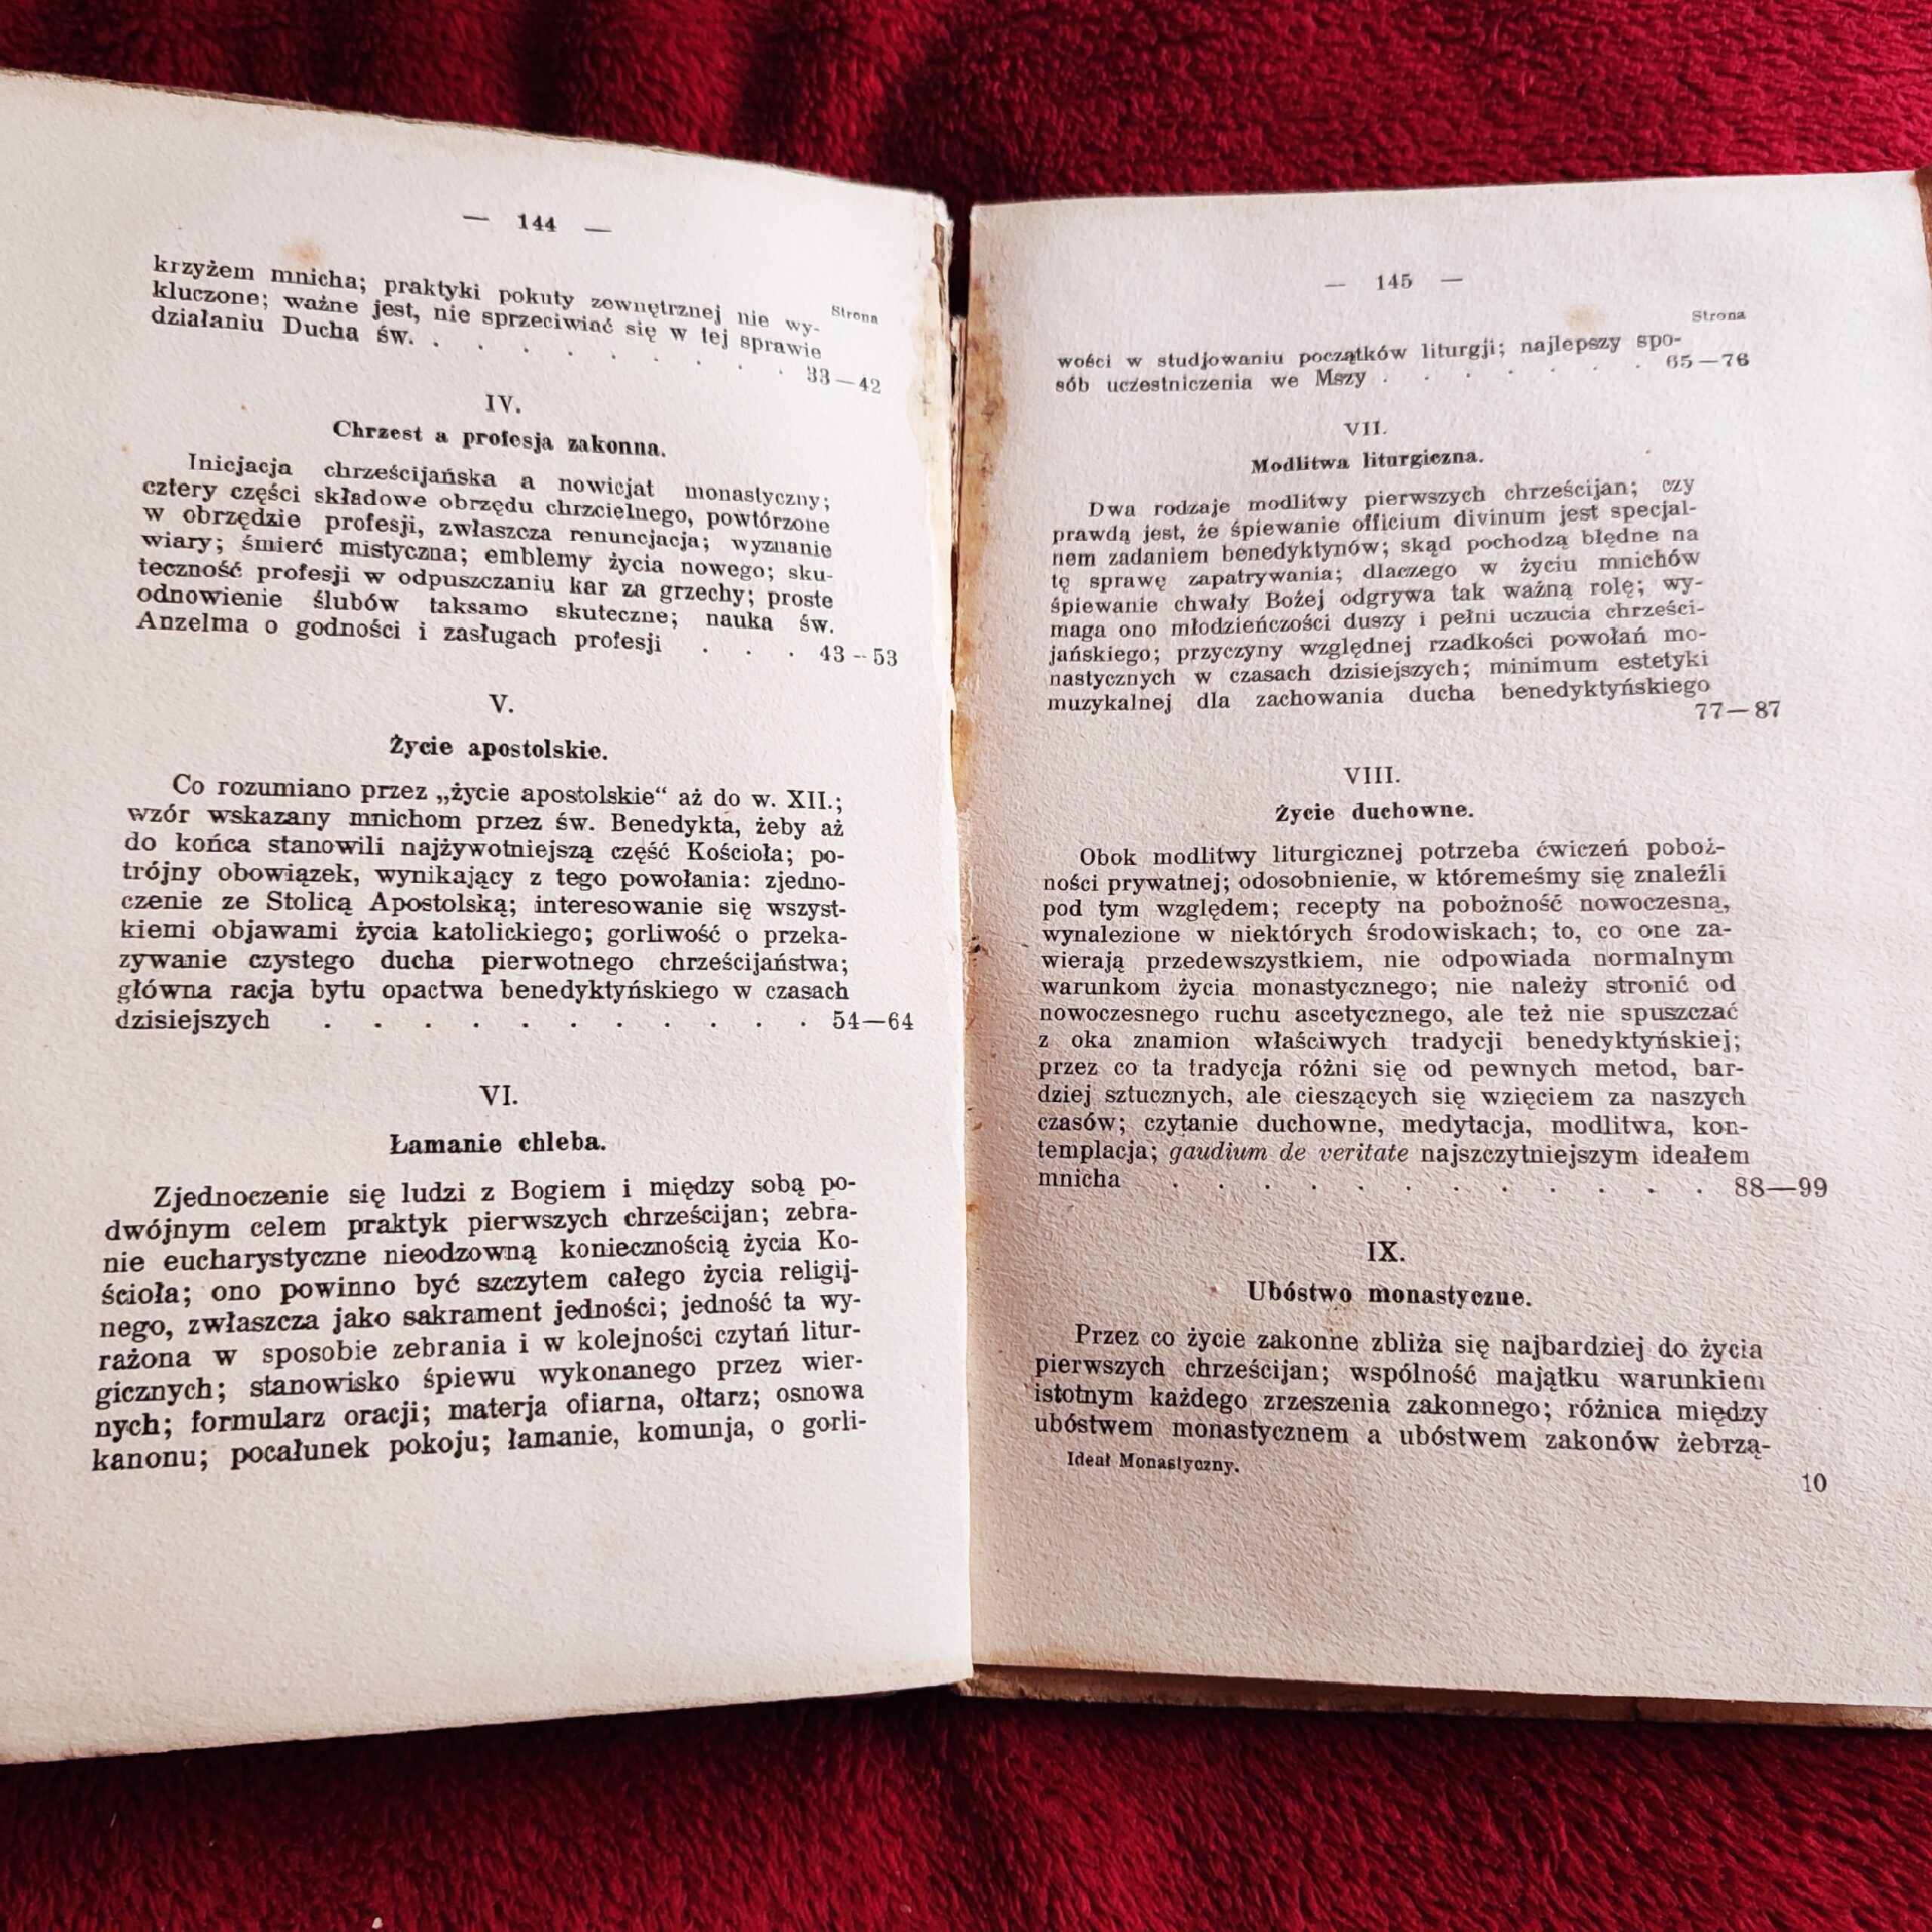 — 144 —
Strona
krzyżem mnicha; praktyki pokuty zewnętrznej nie wy-
kluczone; ważne jest, nie sprzeciwiać się w tej sprawie
działaniu Ducha św. . . . . . . . . . 33—42
IV.
Chrzest a profesja zakonna.
Inicjacja chrześcijańska a nowicjat monastyczny;
cztery części składowe obrzędu chrzcielnego, powtórzone
w obrzędzie profesji, zwłaszcza renuncjacja; wyznanie
wiary; śmierć mistyczna; emblemy życia nowego; sku-
teczność profesji w odpuszczaniu kar za grzechy; proste
odnowienie ślubów taksamo skuteczne; nauka św.
Anzelma o godności i zasługach profesji . . . 43—53
V.
Życie apostolskie.
Co rozumiano przez „życie apostolskie“ aż do w. XII.;
wzór wskazany mnichom przez św. Benedykta, żeby aż
do końca stanowili najżywotniejszą część Kościoła; po-
trójny obowiązek, wynikający z tego powołania: zjedno-
czenie ze Stolicą Apostolską; interesowanie się wszyst-
kiemi objawami życia katolickiego; gorliwość o przeka-
zywanie czystego ducha pierwotnego chrześcijaństwa;
główna racja bytu opactwa benedyktyńskiego w czasach
dzisiejszych . . . . . . . . . . . 54—64
VI.
Łamanie chleba.
Zjednoczenie się ludzi z Bogiem i między sobą po-
dwójnym celem praktyk pierwszych chrześcijan; zebra-
nie eucharystyczne nieodzowną koniecznością życia Ko-
ścioła; ono powinno być szczytem całego życia religij-
nego, zwłaszcza jako sakrament jedności; jedność ta wy-
rażona w sposobie zebrania i w kolejności czytań litur-
gicznych; stanowisko śpiewu wykonanego przez wier-
nych; formularz oracji; materja ofiarna, ołtarz; osnowa
kanonu; pocałunek pokoju; łamanie, komunja, o gorli-
— 145 —
Strona
wości w studjowaniu początków liturgji; najlepszy spo-
sób uczestniczenia we Mszy . . . . . . . 65—76
VII.
Modlitwa liturgiczna.
Dwa rodzaje modlitwy pierwszych chrześcijan; czy
prawdą jest, że śpiewanie officium divinum jest specjal-
nem zadaniem benedyktynów; skąd pochodzą błędne na
tę sprawę zapatrywania; dlaczego w życiu mnichów
śpiewanie chwały Bożej odgrywa tak ważną rolę; wy-
maga ono młodzieńczości duszy i pełni uczucia chrześci-
jańskiego; przyczyny względnej rzadkości powołań mo-
nastycznych w czasach dzisiejszych; minimum estetyki
muzykalnej dla zachowania ducha benedyktyńskiego
77—87
VIII.
Życie duchowne.
Obok modlitwy liturgicznej potrzeba ćwiczeń poboż-
ności prywatnej; odosobnienie, w któremeśmy się znaleźli
pod tym względem; recepty na pobożność nowoczesną,
wynalezione w niektórych środowiskach; to, co one za-
wierają przedewszystkiem, nie odpowiada normalnym
warunkom życia monastycznego; nie należy stronić od
nowoczesnego ruchu ascetycznego, ale też nie spuszczać
z oka znamion właściwych tradycji benedyktyńskiej;
przez co ta tradycja różni się od pewnych metod, bar-
dziej sztucznych, ale cieszących się wzięciem za naszych
czasów; czytanie duchowne, medytacja, modlitwa, kon-
templacja; gaudium de veritate najszczytniejszym ideałem
mnicha . . . . . . . . . . . . 88—99
IX.
Ubóstwo monastyczne.
Przez co życie zakonne zbliża się najbardziej do życia
pierwszych chrześcijan; wspólność majątku warunkiem
istotnym każdego zrzeszenia zakonnego; różnica między
ubóstwem monastycznem a ubóstwem zakonów żebrzą-
Ideał Monastyczny.
10